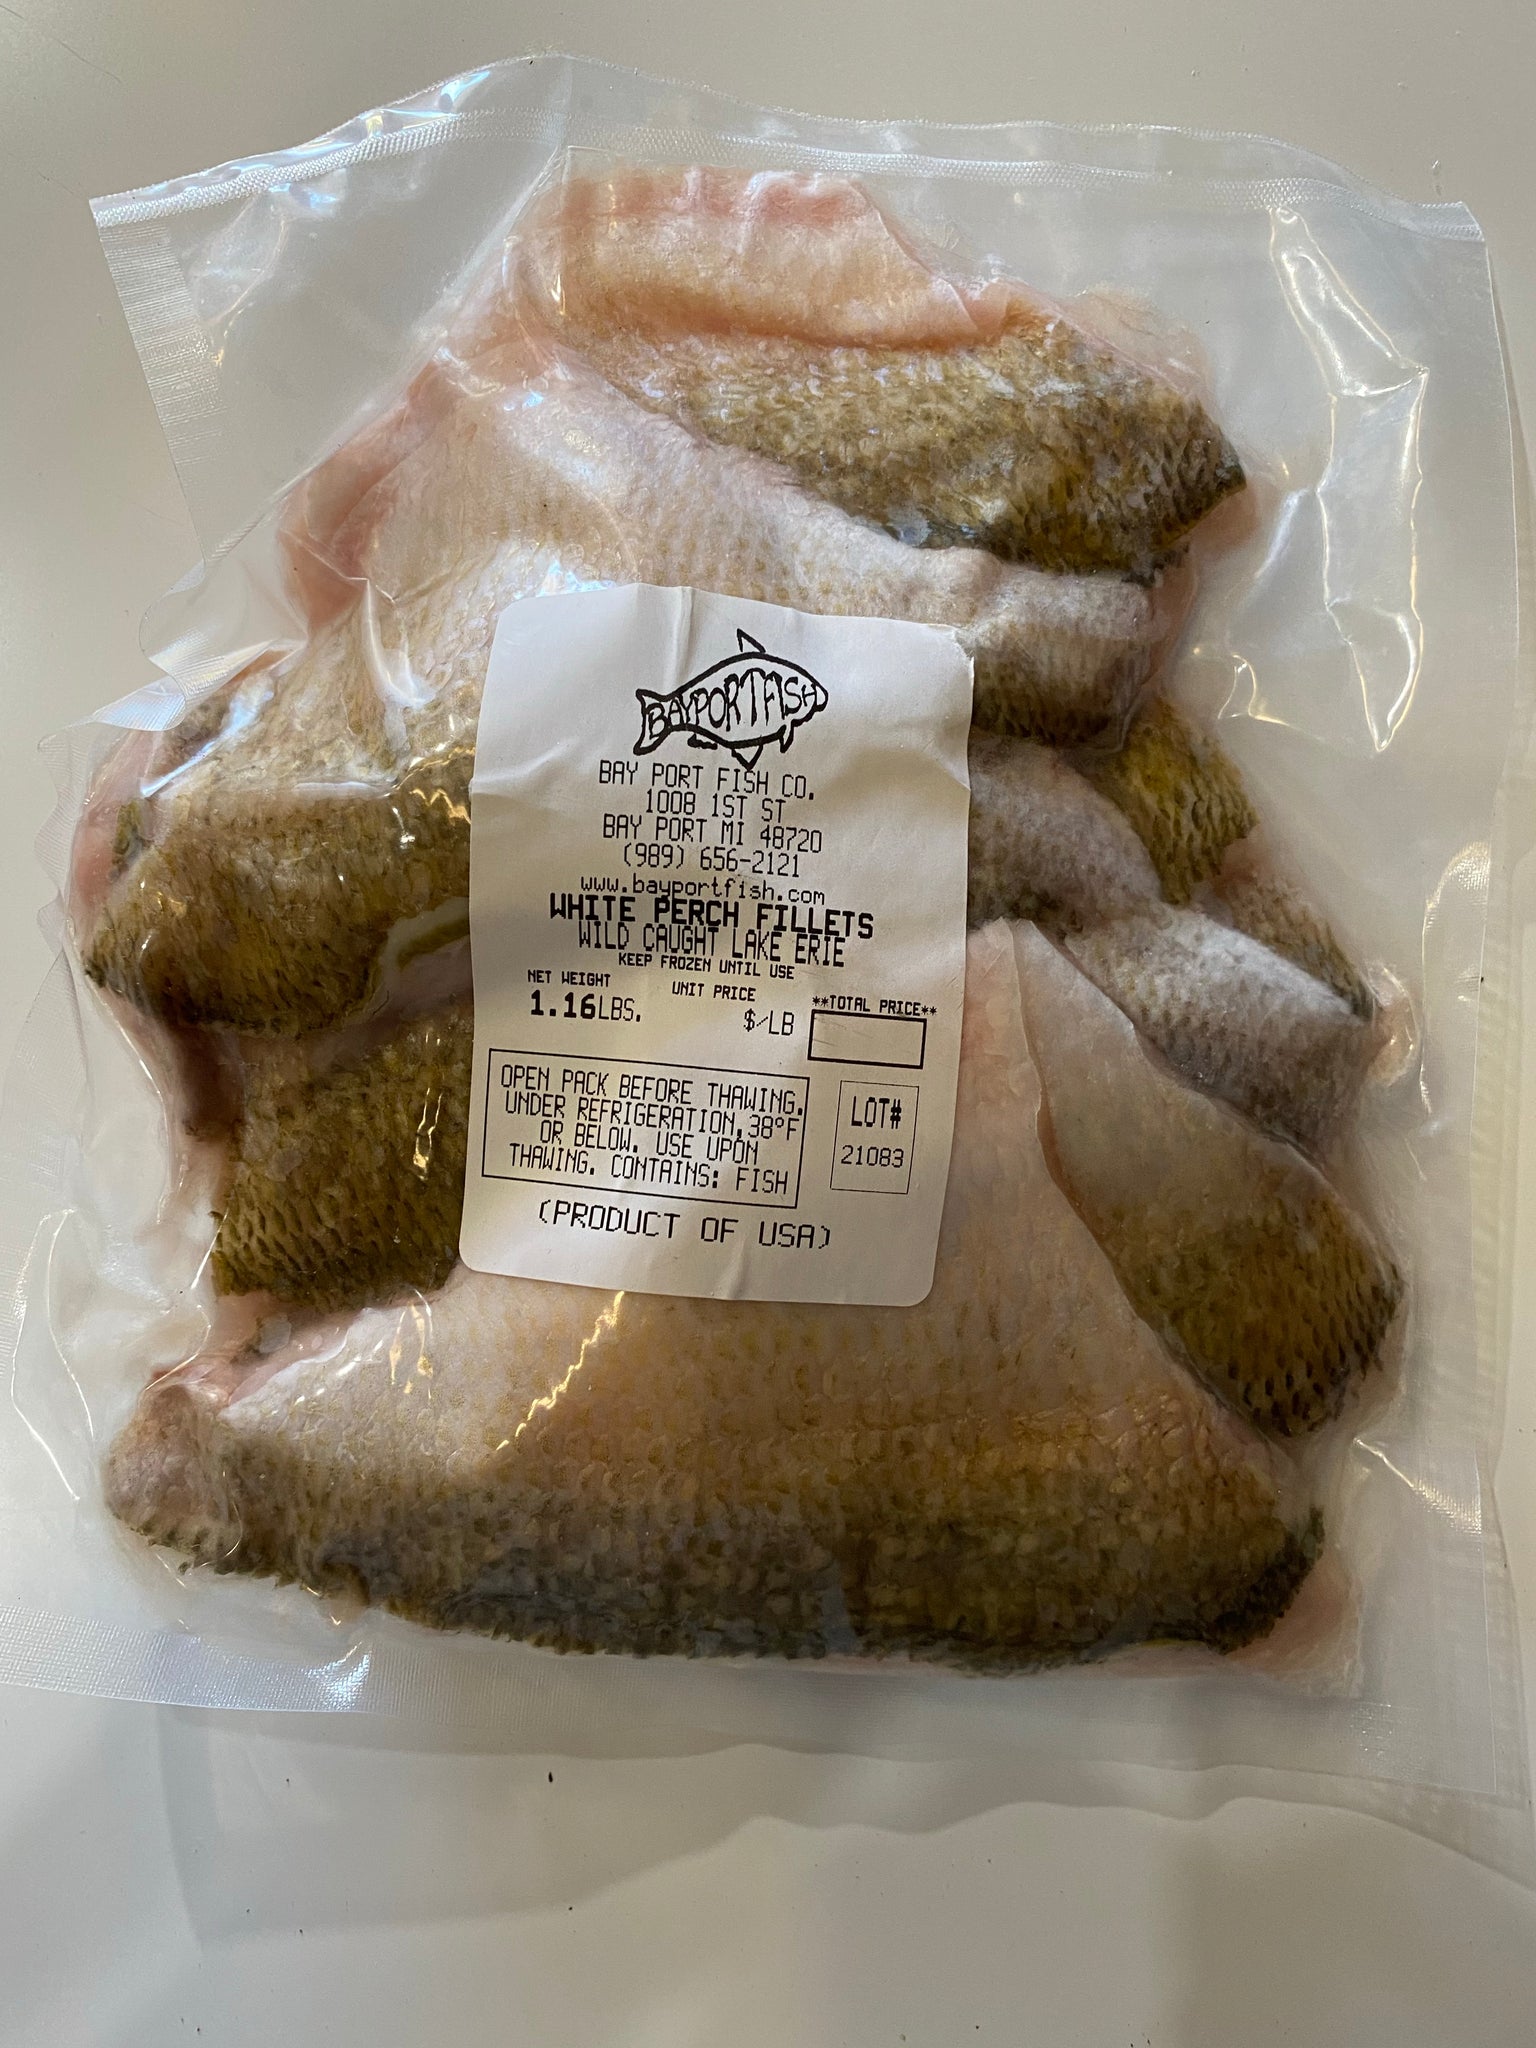 BAYPORTFISH
BAY PORT FISH CO.
1008 1ST ST
BAY PORT MI 48720
(989) 656-2121
www.bayportfish.com
WHITE PERCH FILLETS
WILD CAUGHT LAKE ERIE
KEEP FROZEN UNTIL USE
NET WEIGHT
1.16LBS.
UNIT PRICE
$/LB
**TOTAL PRICE**
OPEN PACK BEFORE THAWING.
UNDER REFRIGERATION,38°F
OR BELOW. USE UPON
THAWING. CONTAINS: FISH
LOT#
21083
(PRODUCT OF USA)